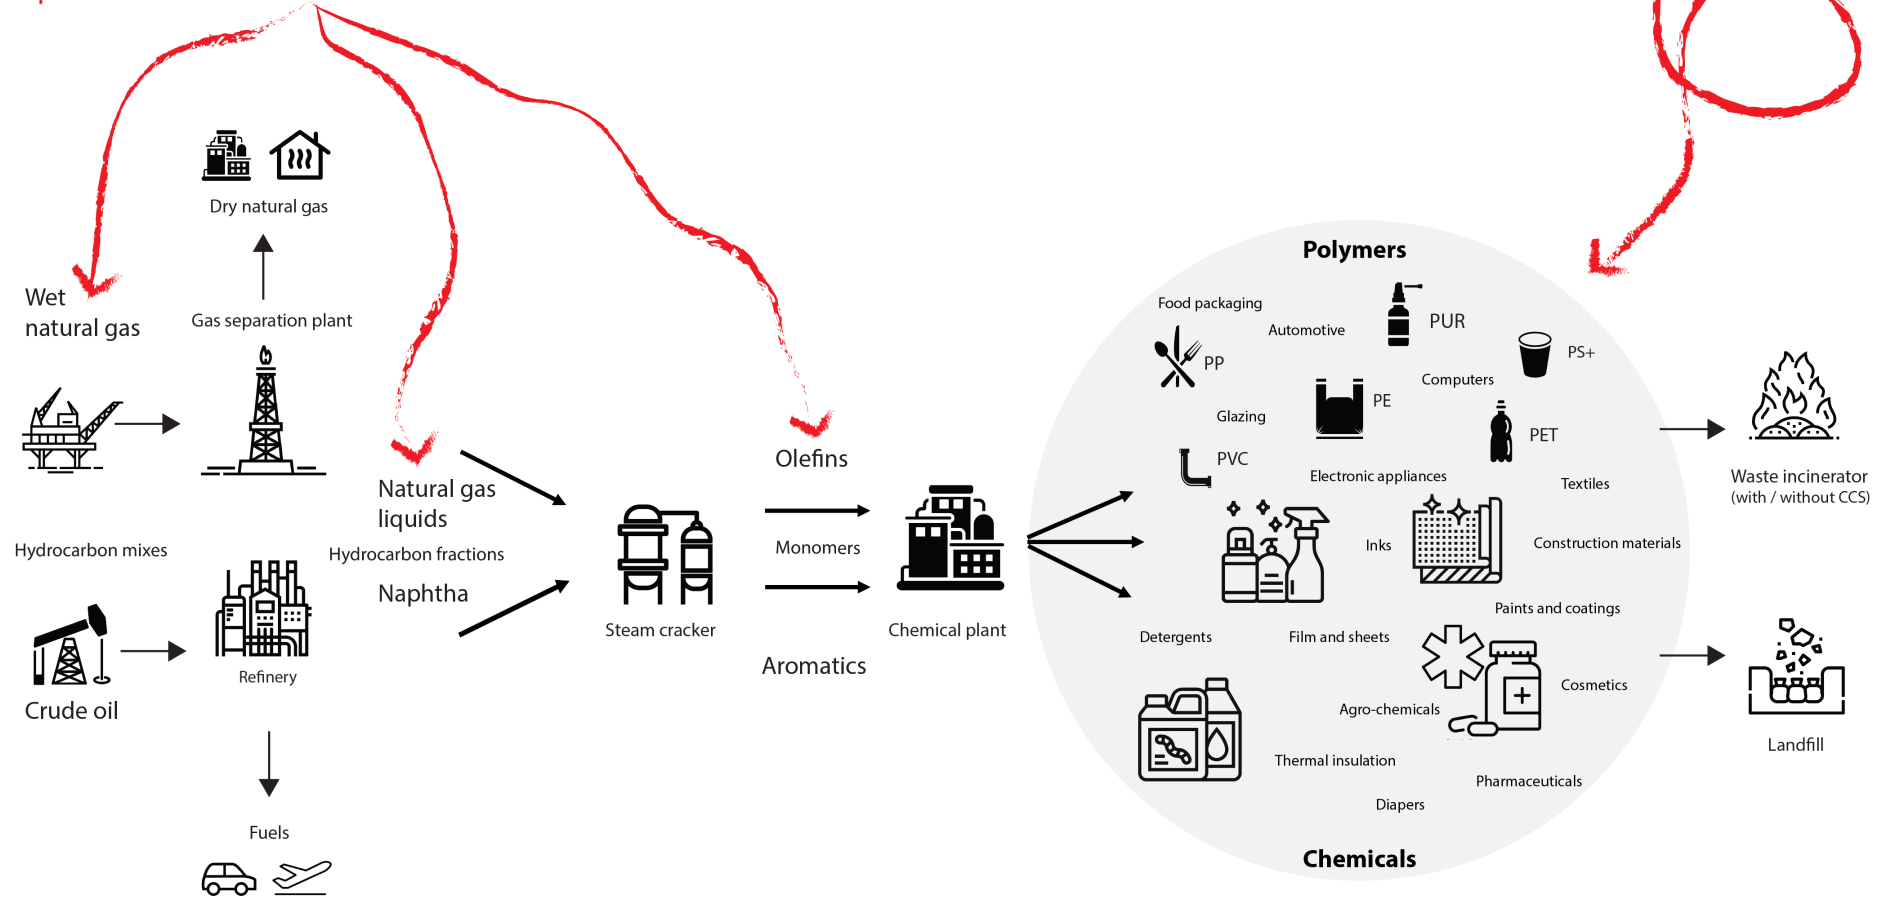 Dry natural gas
Wet
natural gas
Gas separation plant
Hydrocarbon mixes
Crude oil
Refinery
Fuels
Natural gas
liquids
Hydrocarbon fractions
Naphtha
Steam cracker
Olefins
Monomers
Aromatics
Chemical plant
Polymers
Food packaging
Automotive
PUR
PP
PS+
Computers
PE
Glazing
PET
PVC
Electronic appliances
Textiles
Inks
Construction materials
Paints and coatings
Detergents
Film and sheets
Cosmetics
Agro-chemicals
Thermal insulation
Pharmaceuticals
Diapers
Chemicals
Waste incinerator
(with / without CCS)
Landfill